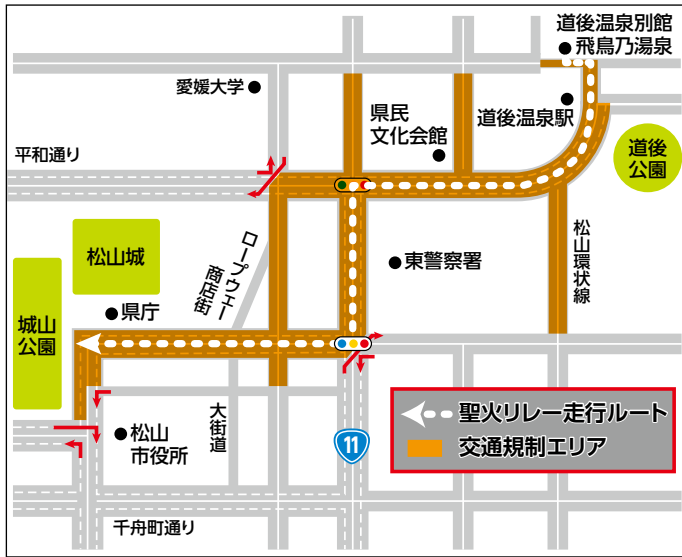 道後温泉別館
飛鳥乃湯泉
愛媛大学
県民
文化会館
道後温泉駅
平和通り
道後
公園
松山城
ロープウェー
商店街
東警察署
松山環状線
県庁
城山
公園
聖火リレー走行ルート
松山
市役所
大街道
11
交通規制エリア
千舟町通り